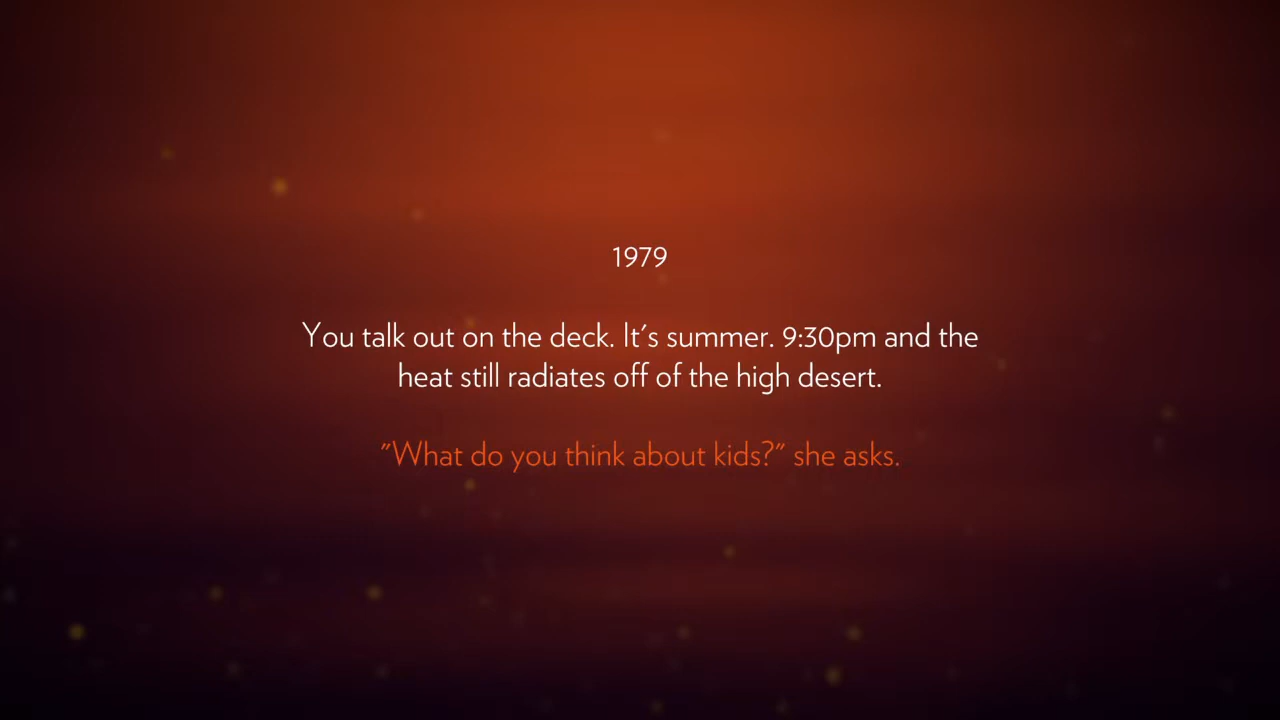 1979
You talk out on the deck. It's summer. 9:30pm and the
heat still radiates off of the high desert.
"What do you think about kids?" she asks.